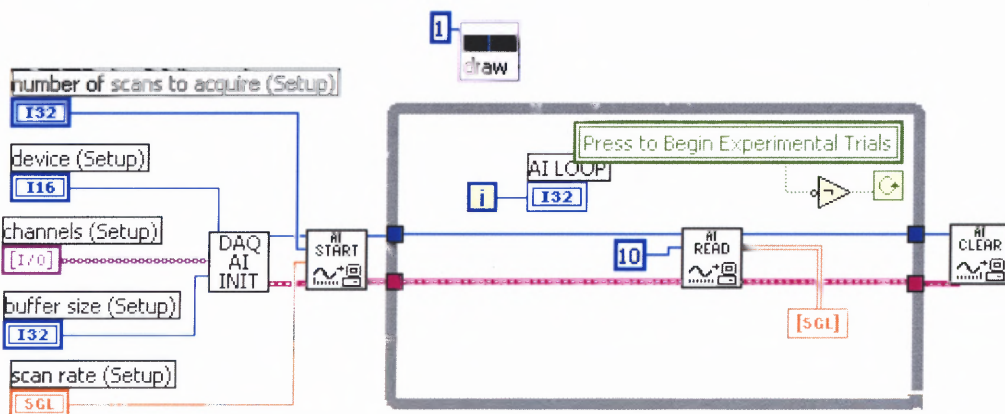 1
draw
number of scans to acquire (Setup)
I32
Press to Begin Experimental Trials
device (Setup)
I16
AI LOOP
i
I32
channels (Setup)
[I/O]
DAQ
AI
INIT
AI
START
10
AI
READ
AI
CLEAR
buffer size (Setup)
I32
[SGL]
scan rate (Setup)
SGL